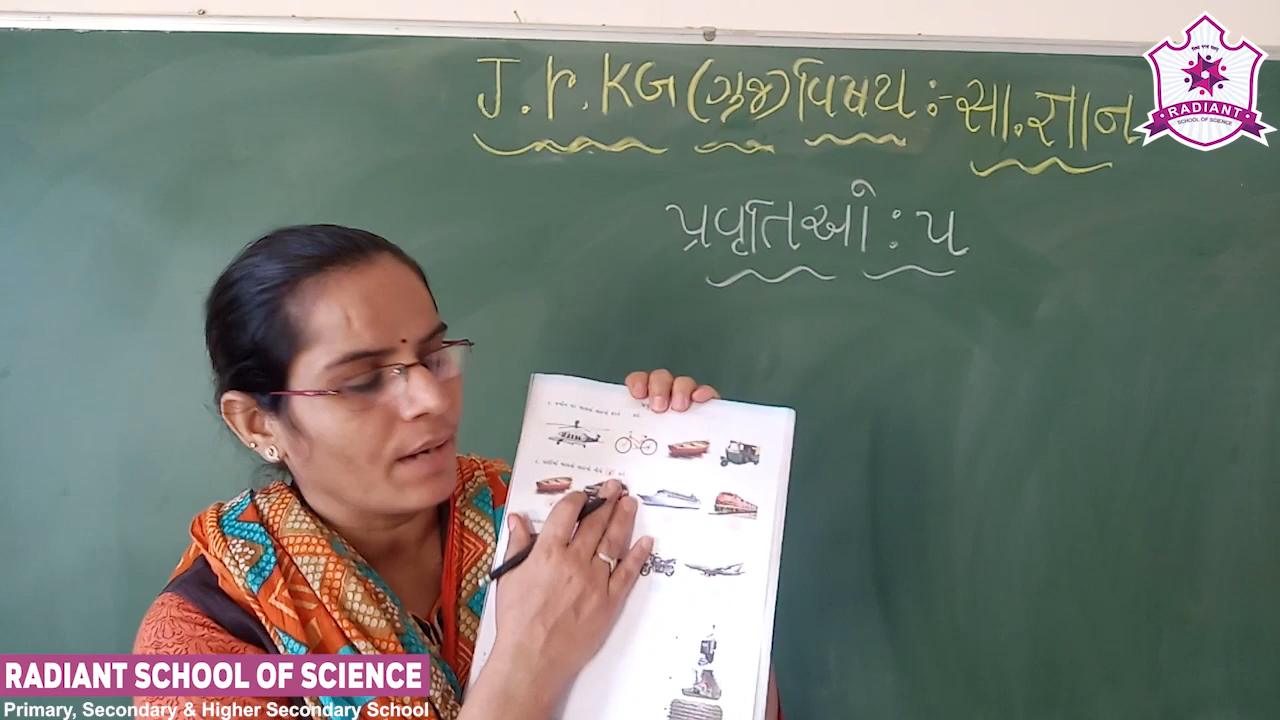 J.r.KG (ગુજ) વિષય :- સા.જ્ઞાન
પ્રવૃતિઓ : ૫
RADIANT
SCHOOL OF SCIENCE
RADIANT SCHOOL OF SCIENCE
Primary, Secondary & Higher Secondary School